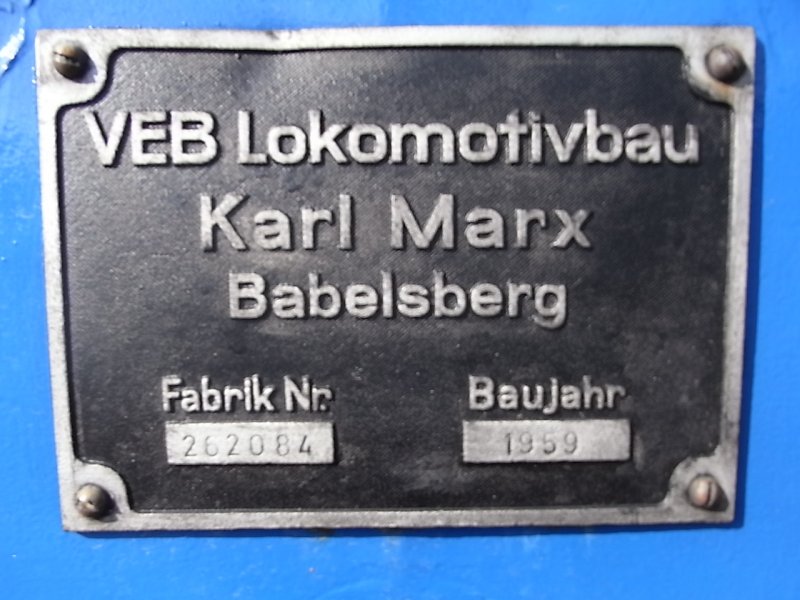 VEB Lokomotivbau
Karl Marx
Babelsberg
Fabrik Nr. Baujahr
262084 1959